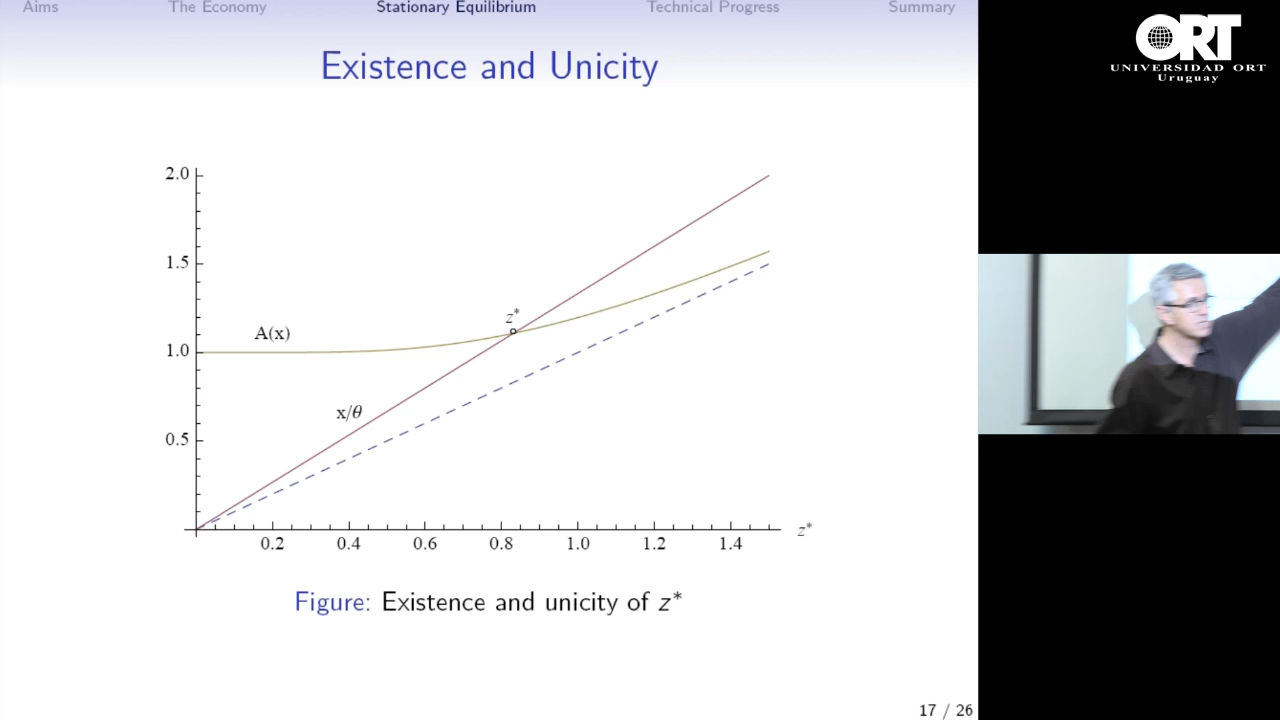 Aims The Economy Stationary Equilibrium Technical Progress Summary
Existence and Unicity
2.0
1.5
1.0
0.5
A(x)
z*
x/θ
0.2 0.4 0.6 0.8 1.0 1.2 1.4
z*
Figure: Existence and unicity of z*
17 / 26
ORT
UNIVERSIDAD ORT
Uruguay